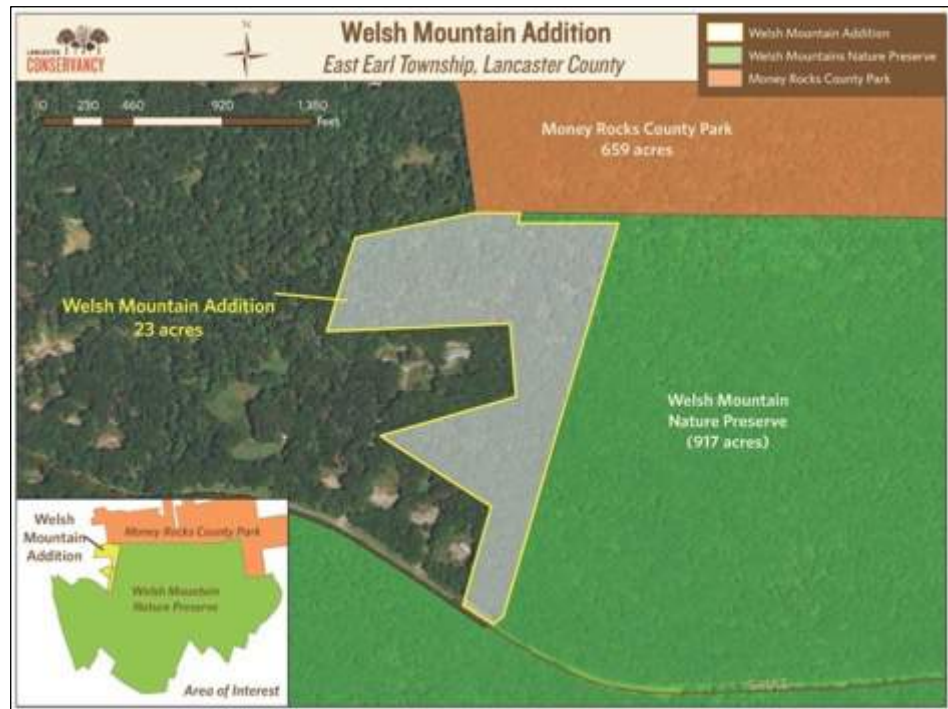 LANCASTER
CONSERVANCY
N
Welsh Mountain Addition
East Earl Township, Lancaster County
Welsh Mountain Addition
Welsh Mountains Nature Preserve
Money Rocks County Park
0 230 460 920 1,380
Feet
Money Rocks County Park
659 acres
Welsh Mountain Addition
23 acres
Welsh Mountain
Nature Preserve
(917 acres)
Welsh
Mountain
Addition
Money Rocks County Park
Welsh Mountain
Nature Preserve
Area of Interest